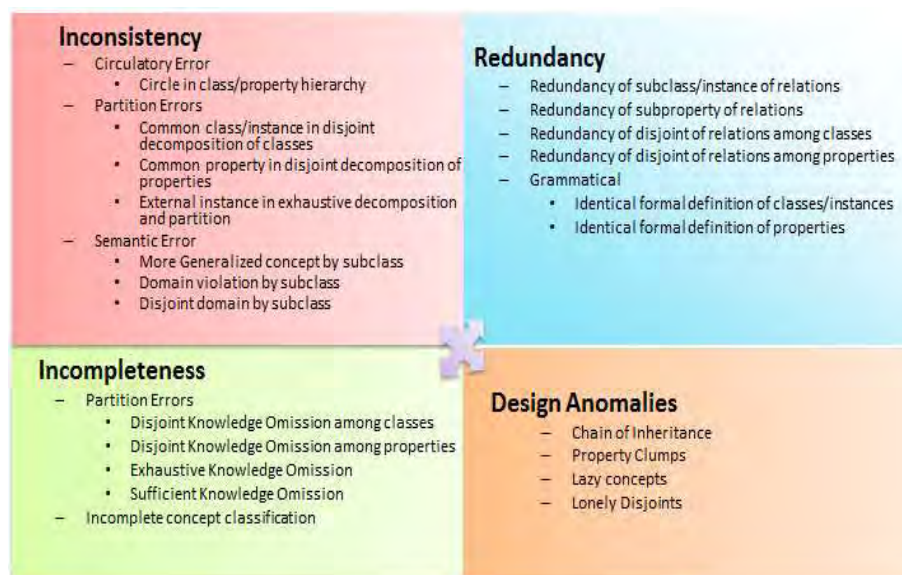 Inconsistency
– Circulatory Error
• Circle in class/property hierarchy
– Partition Errors
• Common class/instance in disjoint
decomposition of classes
• Common property in disjoint decomposition of
properties
• External instance in exhaustive decomposition
and partition
– Semantic Error
• More Generalized concept by subclass
• Domain violation by subclass
• Disjoint domain by subclass
Redundancy
– Redundancy of subclass/instance of relations
– Redundancy of subproperty of relations
– Redundancy of disjoint of relations among classes
– Redundancy of disjoint of relations among properties
– Grammatical
• Identical formal definition of classes/instances
• Identical formal definition of properties
Incompleteness
– Partition Errors
• Disjoint Knowledge Omission among classes
• Disjoint Knowledge Omission among properties
• Exhaustive Knowledge Omission
• Sufficient Knowledge Omission
– Incomplete concept classification
Design Anomalies
– Chain of Inheritance
– Property Clumps
– Lazy concepts
– Lonely Disjoints